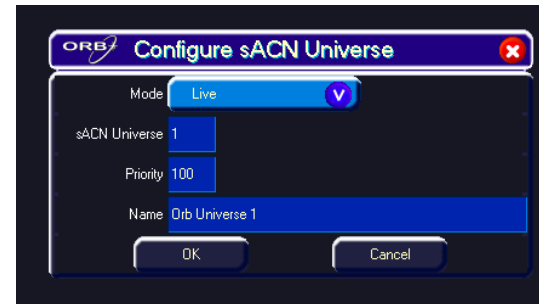 ORB Configure sACN Universe
Mode Live V
sACN Universe 1
Priority 100
Name Orb Universe 1
OK Cancel